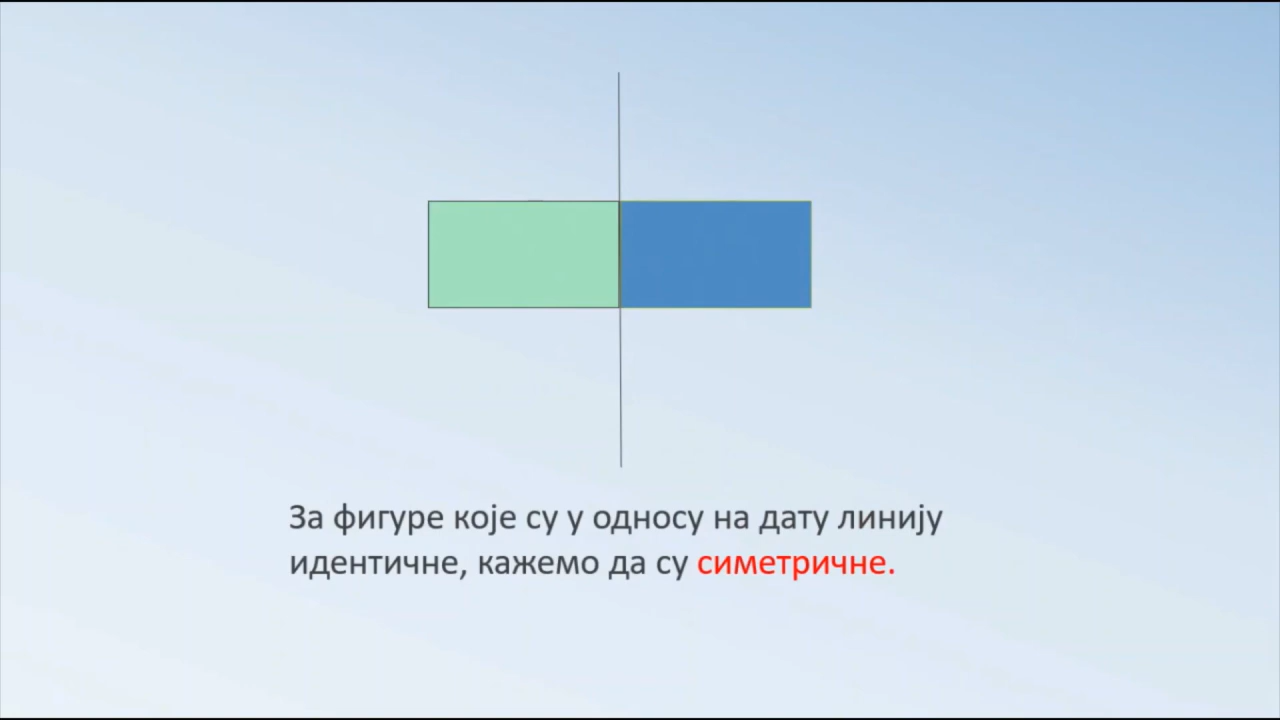 За фигуре које су у односу на дату линију
идентичне, кажемо да су симетричне.